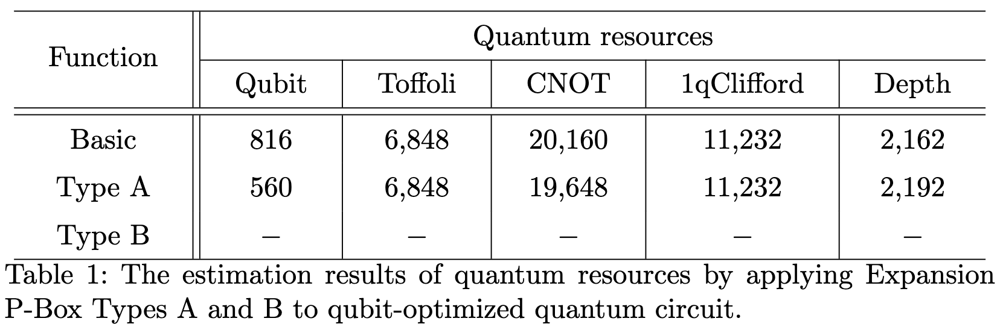 Function
Quantum resources
Qubit Toffoli CNOT 1qClifford Depth
Basic 816 6,848 20,160 11,232 2,162
Type A 560 6,848 19,648 11,232 2,192
Type B – – – – –
Table 1: The estimation results of quantum resources by applying Expansion
P-Box Types A and B to qubit-optimized quantum circuit.